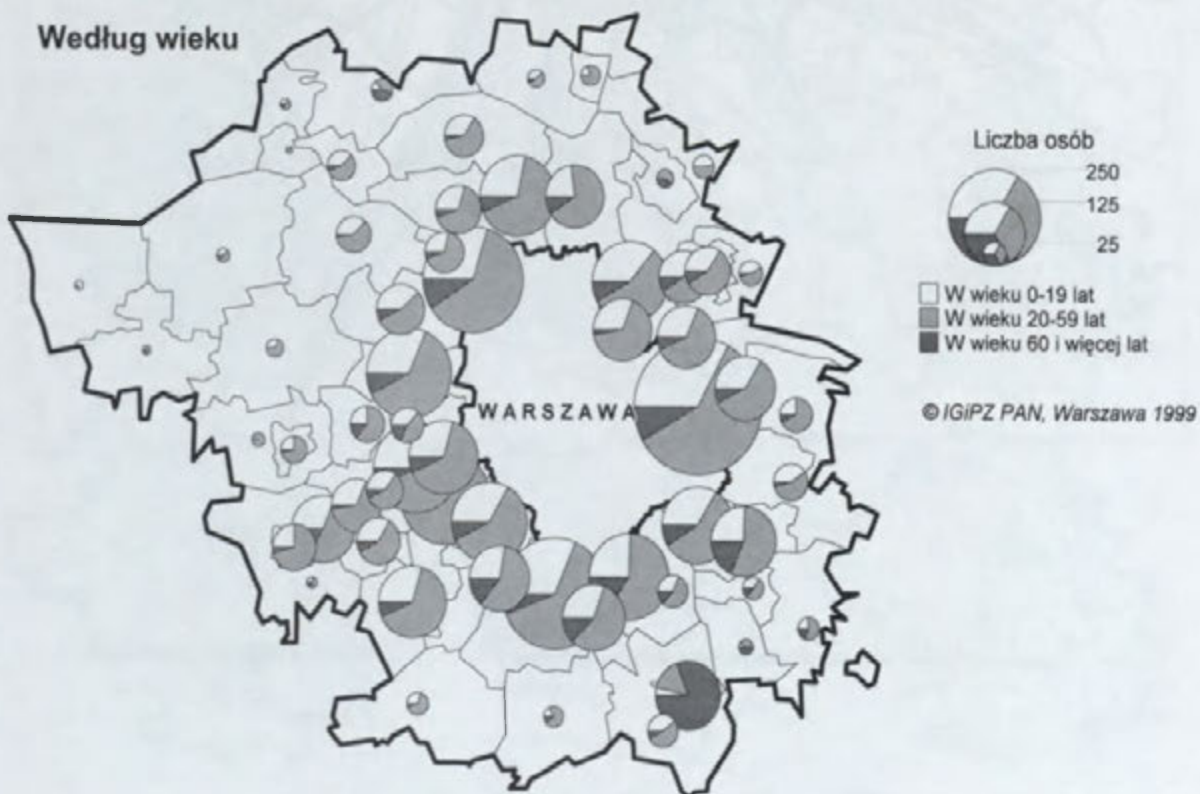 Według wieku
Liczba osób
250
125
25
W wieku 0-19 lat
W wieku 20-59 lat
W wieku 60 i więcej lat
WARSZAWA
© IGiPZ PAN, Warszawa 1999